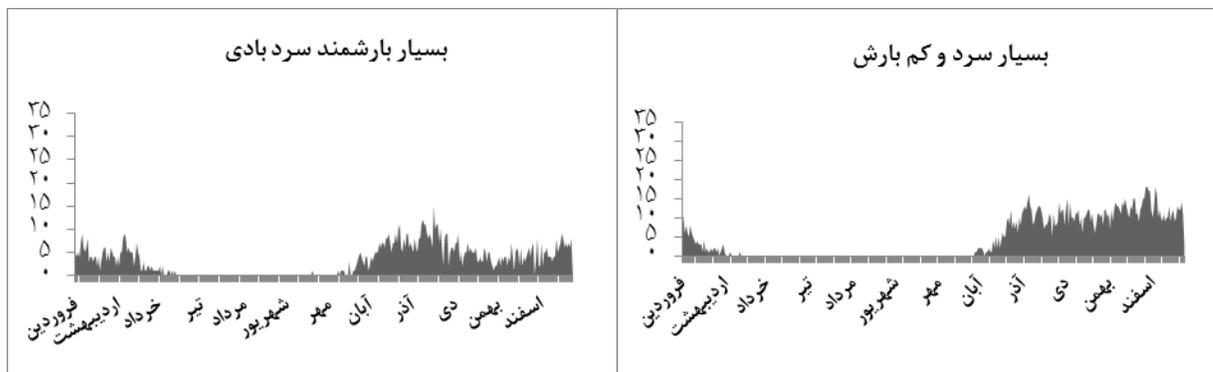 بسیار سرد و کم بارش
۳۵
۳۰
۲۵
۲۰
۱۵
۱۰
۵
۰
فروردین
اردیبهشت
خرداد
تیر
مرداد
شهریور
مهر
آبان
آذر
دی
بهمن
اسفند
بسیار بارشمند سرد بادی
۳۵
۳۰
۲۵
۲۰
۱۵
۱۰
۵
۰
فروردین
اردیبهشت
خرداد
تیر
مرداد
شهریور
مهر
آبان
آذر
دی
بهمن
اسفند